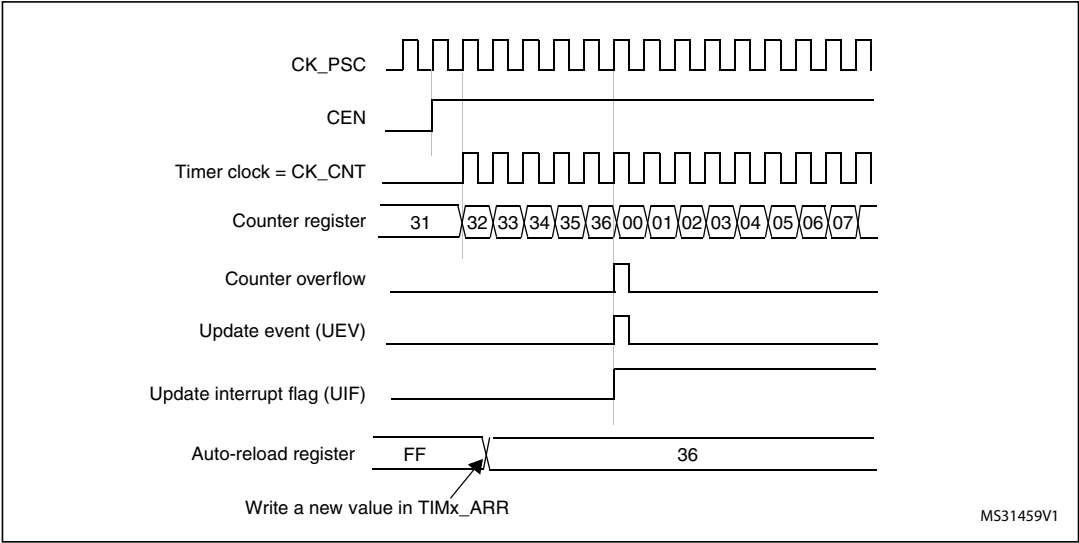 CK_PSC
CEN
Timer clock = CK_CNT
Counter register 31 32 33 34 35 36 00 01 02 03 04 05 06 07
Counter overflow
Update event (UEV)
Update interrupt flag (UIF)
Auto-reload register FF 36
Write a new value in TIMx_ARR
MS31459V1